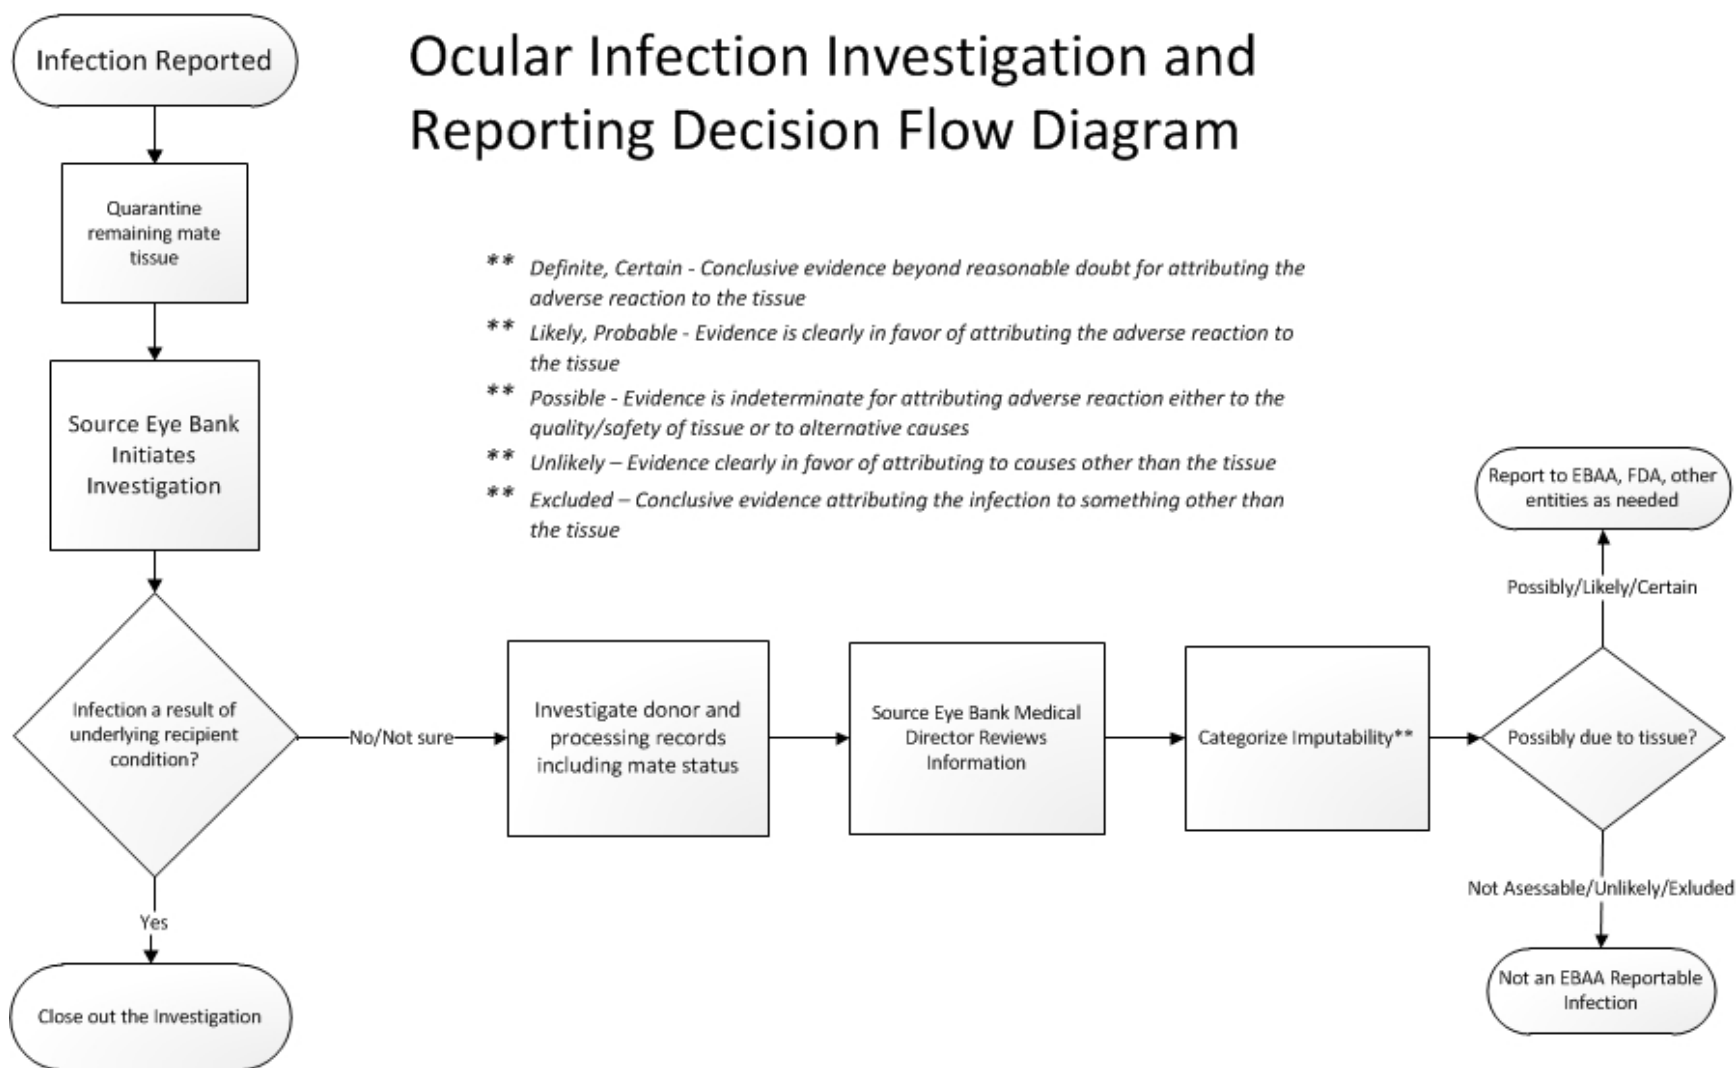 Infection Reported
Ocular Infection Investigation and
Reporting Decision Flow Diagram
Quarantine
remaining mate
tissue
** Definite, Certain - Conclusive evidence beyond reasonable doubt for attributing the
adverse reaction to the tissue
** Likely, Probable - Evidence is clearly in favor of attributing the adverse reaction to
the tissue
** Possible - Evidence is indeterminate for attributing adverse reaction either to the
quality/safety of tissue or to alternative causes
** Unlikely – Evidence clearly in favor of attributing to causes other than the tissue
** Excluded – Conclusive evidence attributing the infection to something other than
the tissue
Source Eye Bank
Initiates
Investigation
Infection a result of
underlying recipient
condition?
No/Not sure
Investigate donor and
processing records
including mate status
Source Eye Bank Medical
Director Reviews
Information
Categorize Imputability**
Possibly due to tissue?
Possibly/Likely/Certain
Report to EBAA, FDA, other
entities as needed
Not Asessable/Unlikely/Exluded
Not an EBAA Reportable
Infection
Yes
Close out the Investigation